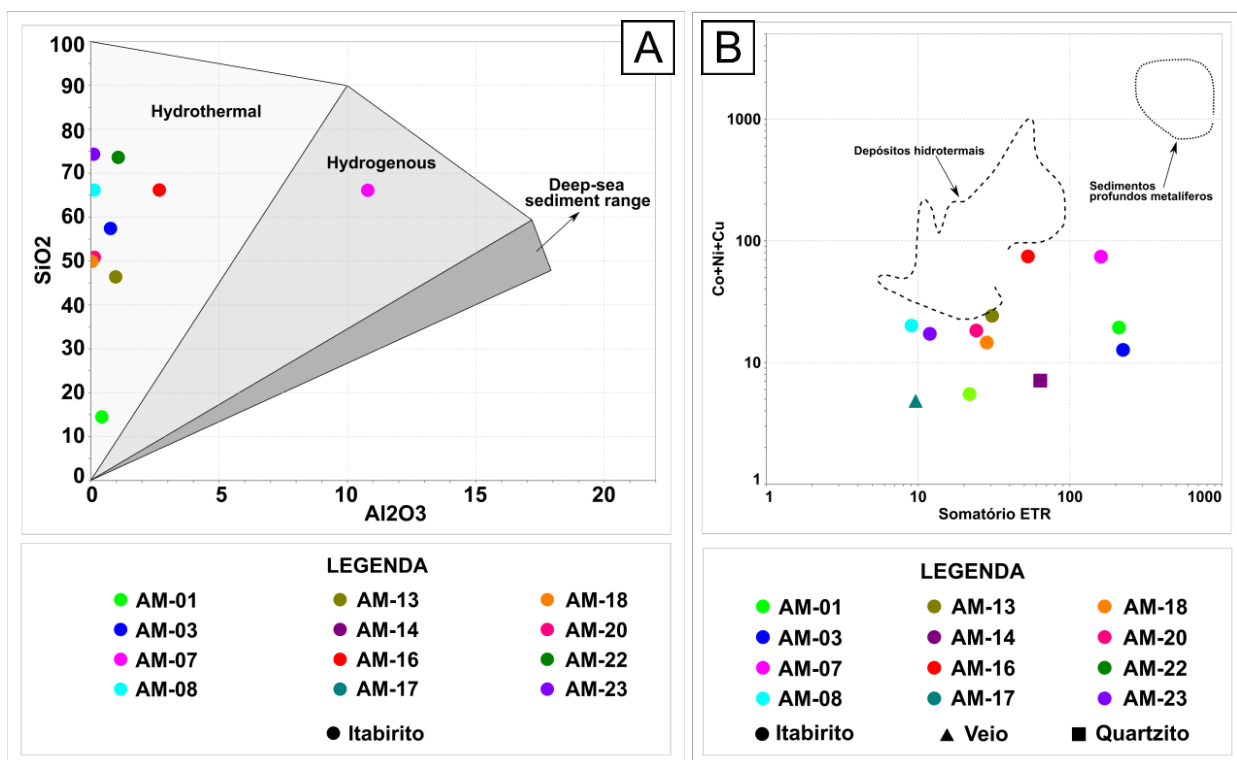 A
100
90
80
70
60
50
40
30
20
10
0
SiO2
Hydrothermal
Hydrogenous
Deep-sea
sediment range
0
5
10
15
20
Al2O3
LEGENDA
AM-01
AM-13
AM-18
AM-03
AM-14
AM-20
AM-07
AM-16
AM-22
AM-08
AM-17
AM-23
Itabirito
B
1000
100
10
1
Co+Ni+Cu
Depósitos hidrotermais
Sedimentos
profundos metalíferos
1
10
100
1000
Somatório ETR
LEGENDA
AM-01
AM-13
AM-18
AM-03
AM-14
AM-20
AM-07
AM-16
AM-22
AM-08
AM-17
AM-23
Itabirito
Veio
Quartzito